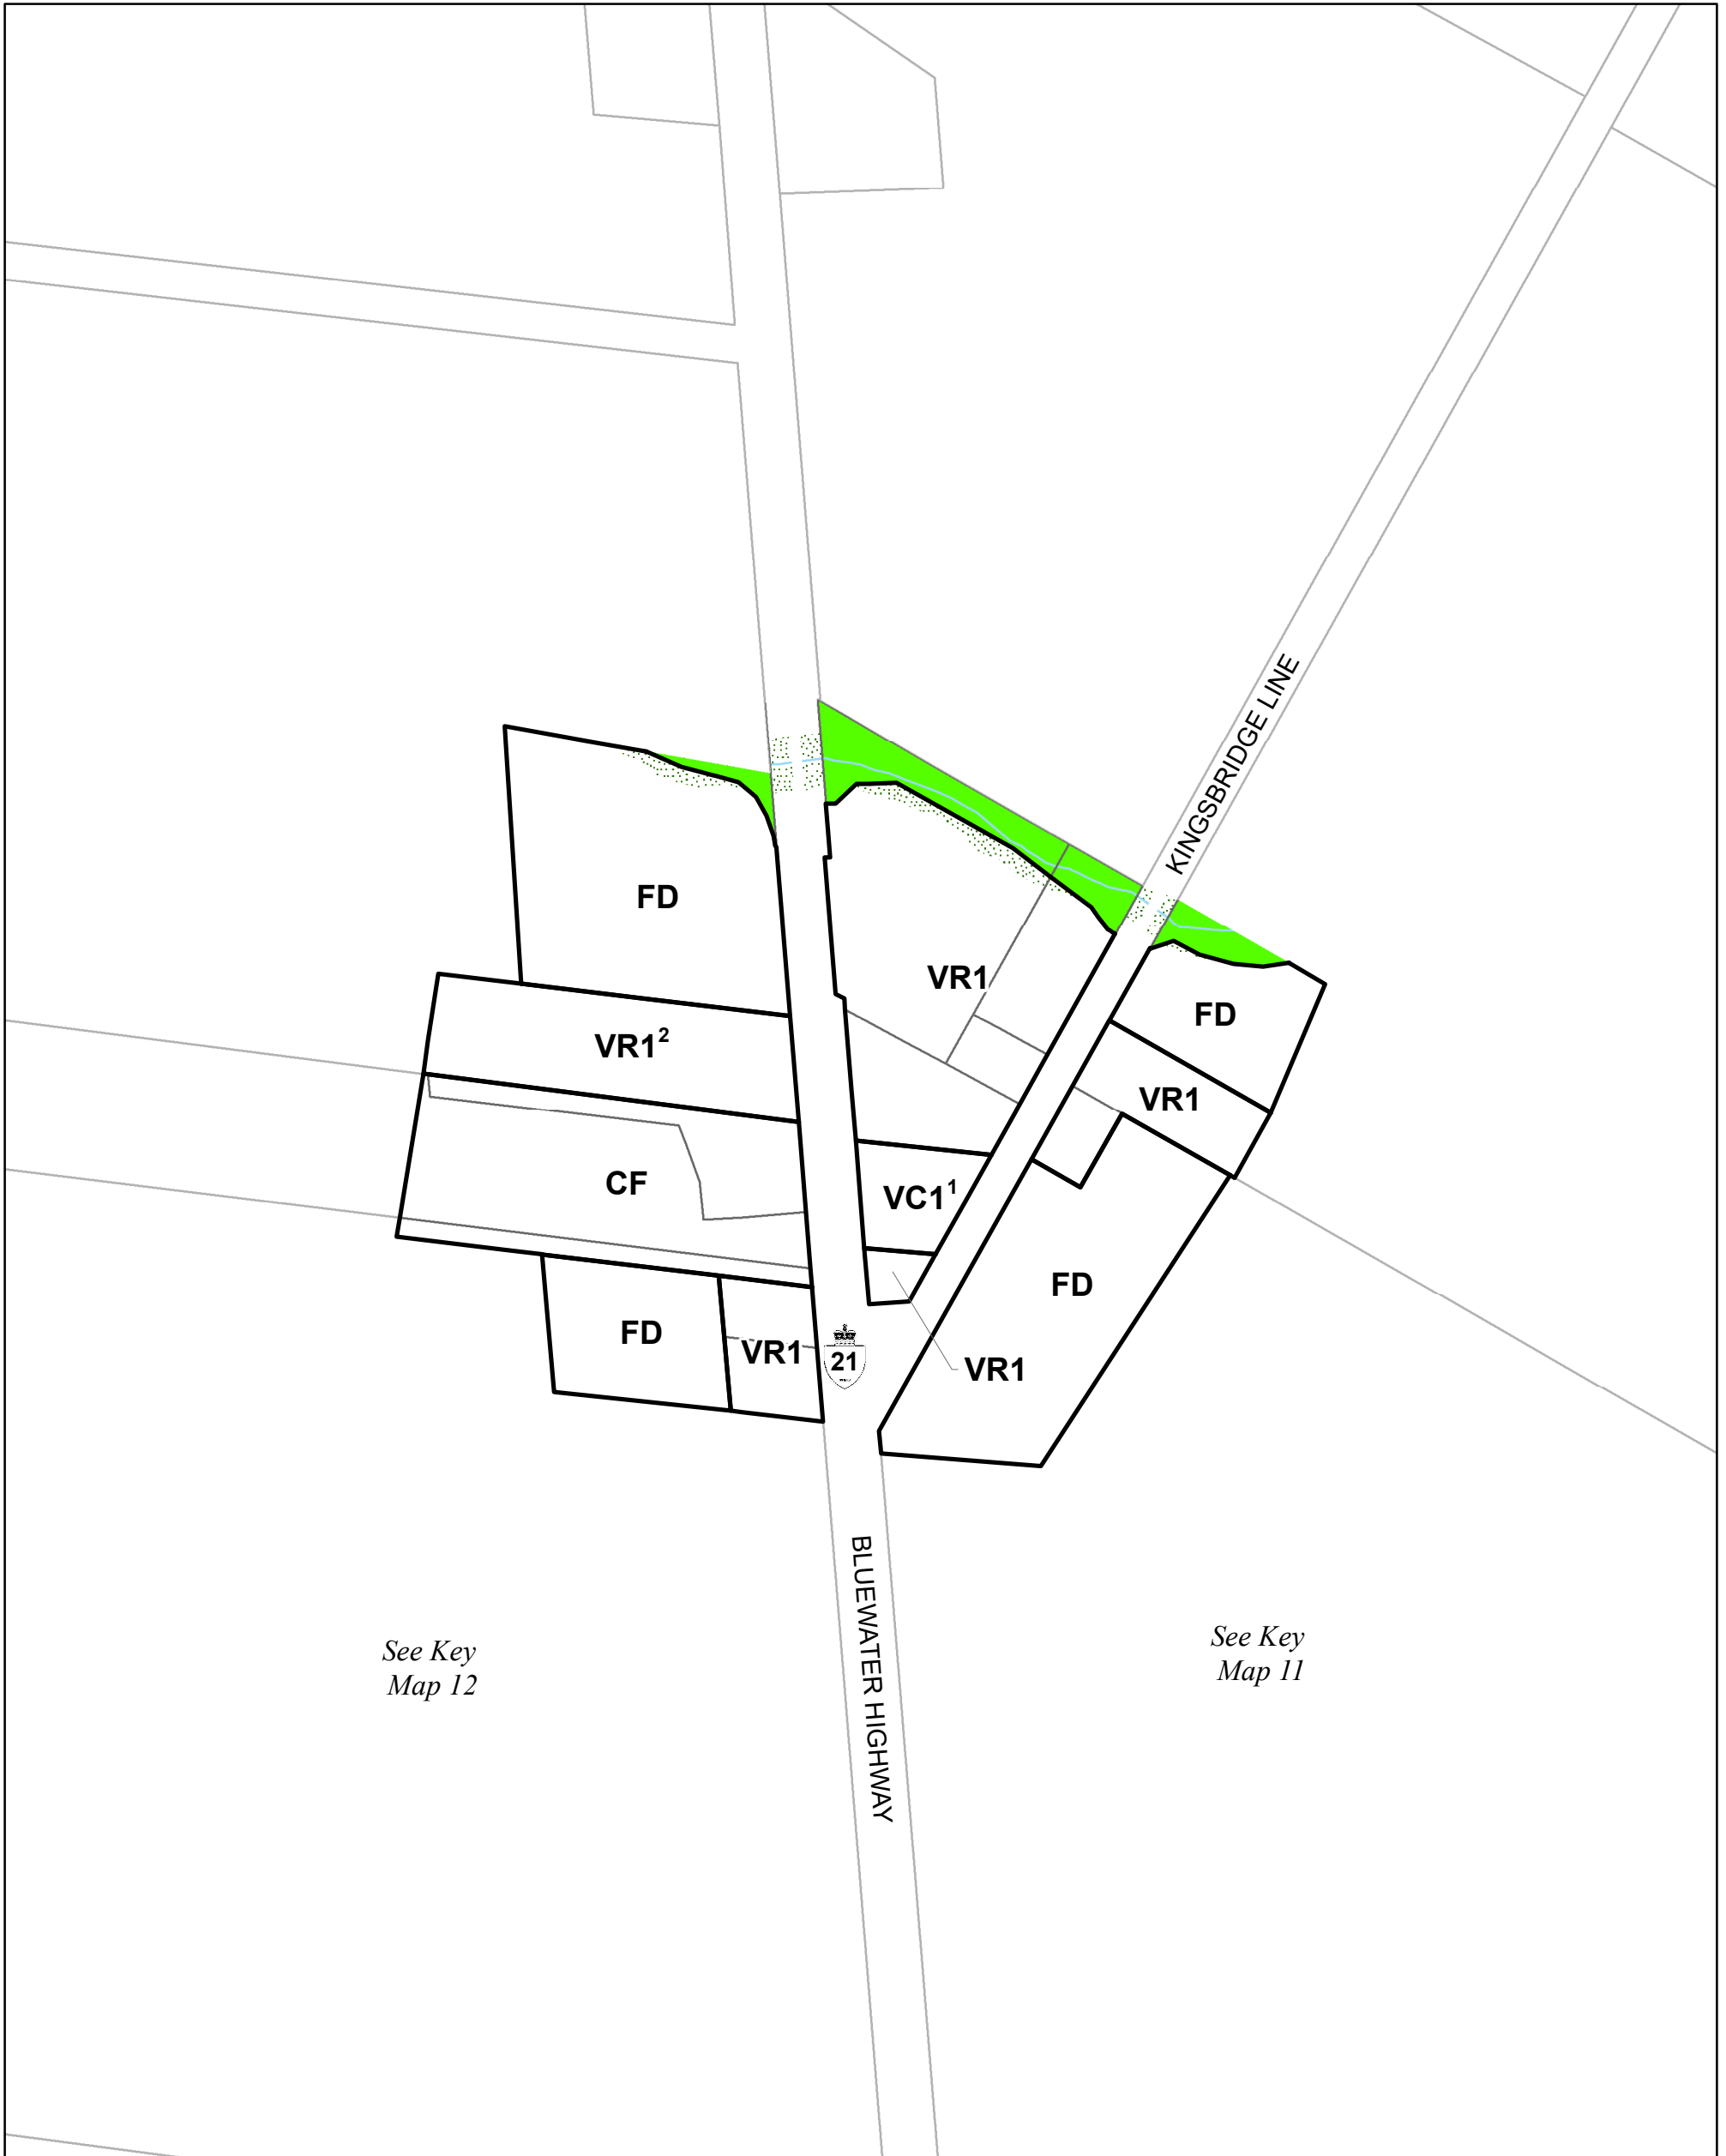 KINGSBRIDGE LINE
FD
VR1
FD
VR1²
VR1
CF
VC1¹
FD
FD
VR1
21
VR1
BLUEWATER HIGHWAY
See Key
Map 12
See Key
Map 11